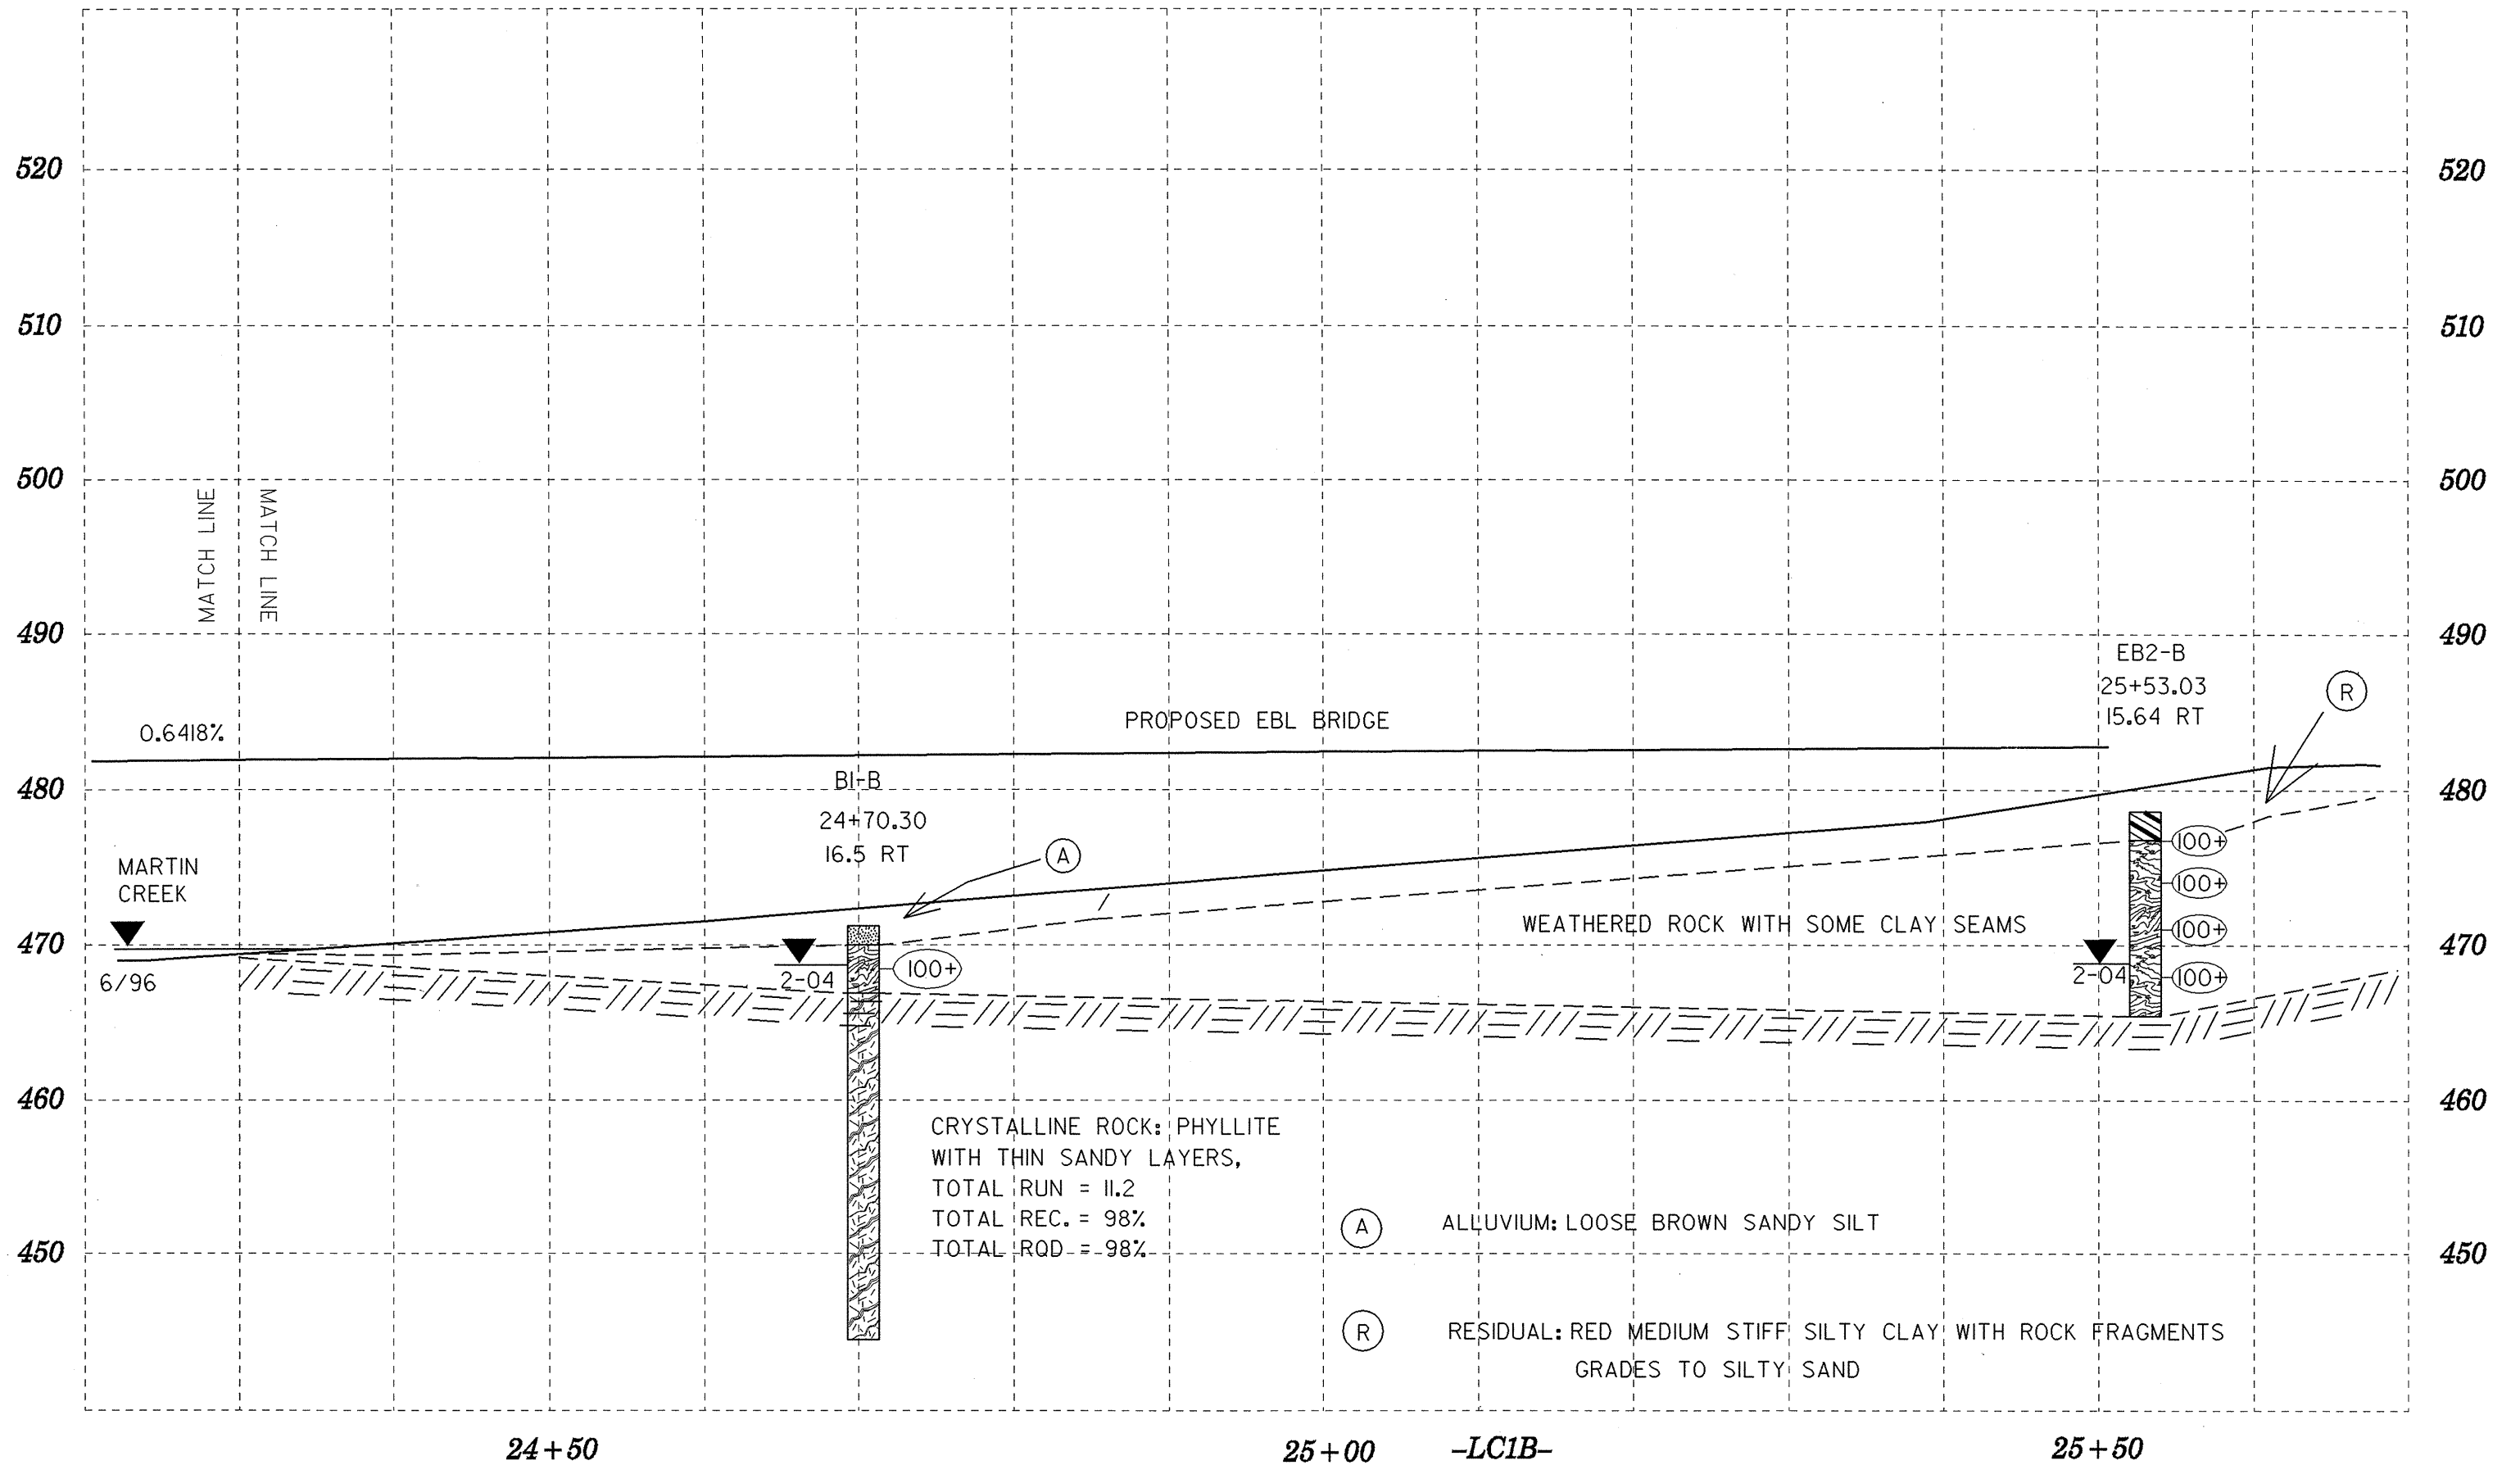 520
520
510
510
500
500
MATCH LINE
MATCH LINE
490
490
EB2-B
25+53.03
15.64 RT
R
PROPOSED EBL BRIDGE
0.6418%
480
480
B1-B
24+70.30
16.5 RT
A
MARTIN
CREEK
100+
100+
100+
100+
WEATHERED ROCK WITH SOME CLAY SEAMS
470
470
6/96
2-04
100+
2-04
460
460
CRYSTALLINE ROCK: PHYLLITE
WITH THIN SANDY LAYERS,
TOTAL RUN = 11.2
TOTAL REC. = 98%
TOTAL RQD = 98%
A ALLUVIUM: LOOSE BROWN SANDY SILT
450
450
R RESIDUAL: RED MEDIUM STIFF SILTY CLAY WITH ROCK FRAGMENTS
GRADES TO SILTY SAND
24+50
25+00
-LC1B-
25+50